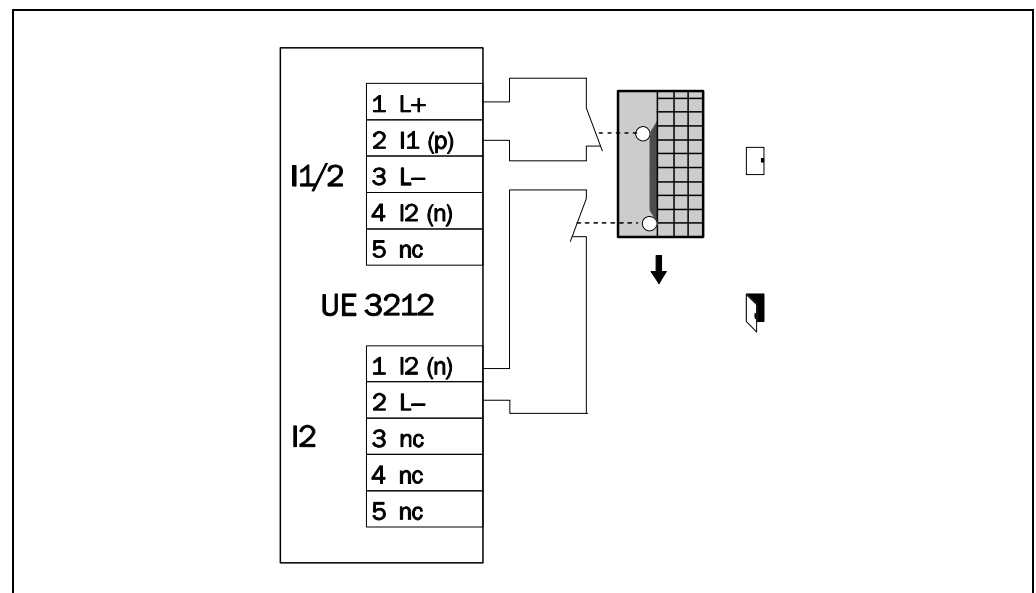 1 L+
2 I1 (p)
I1/2
3 L–
4 I2 (n)
5 nc
UE 3212
1 I2 (n)
2 L–
I2
3 nc
4 nc
5 nc